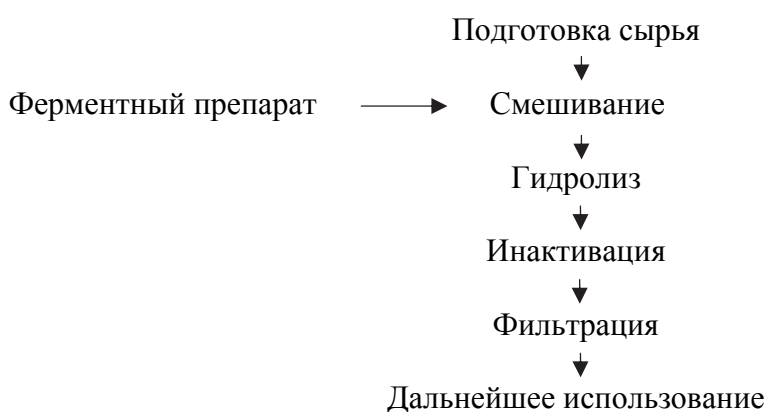 Подготовка сырья
Ферментный препарат
Смешивание
Гидролиз
Инактивация
Фильтрация
Дальнейшее использование